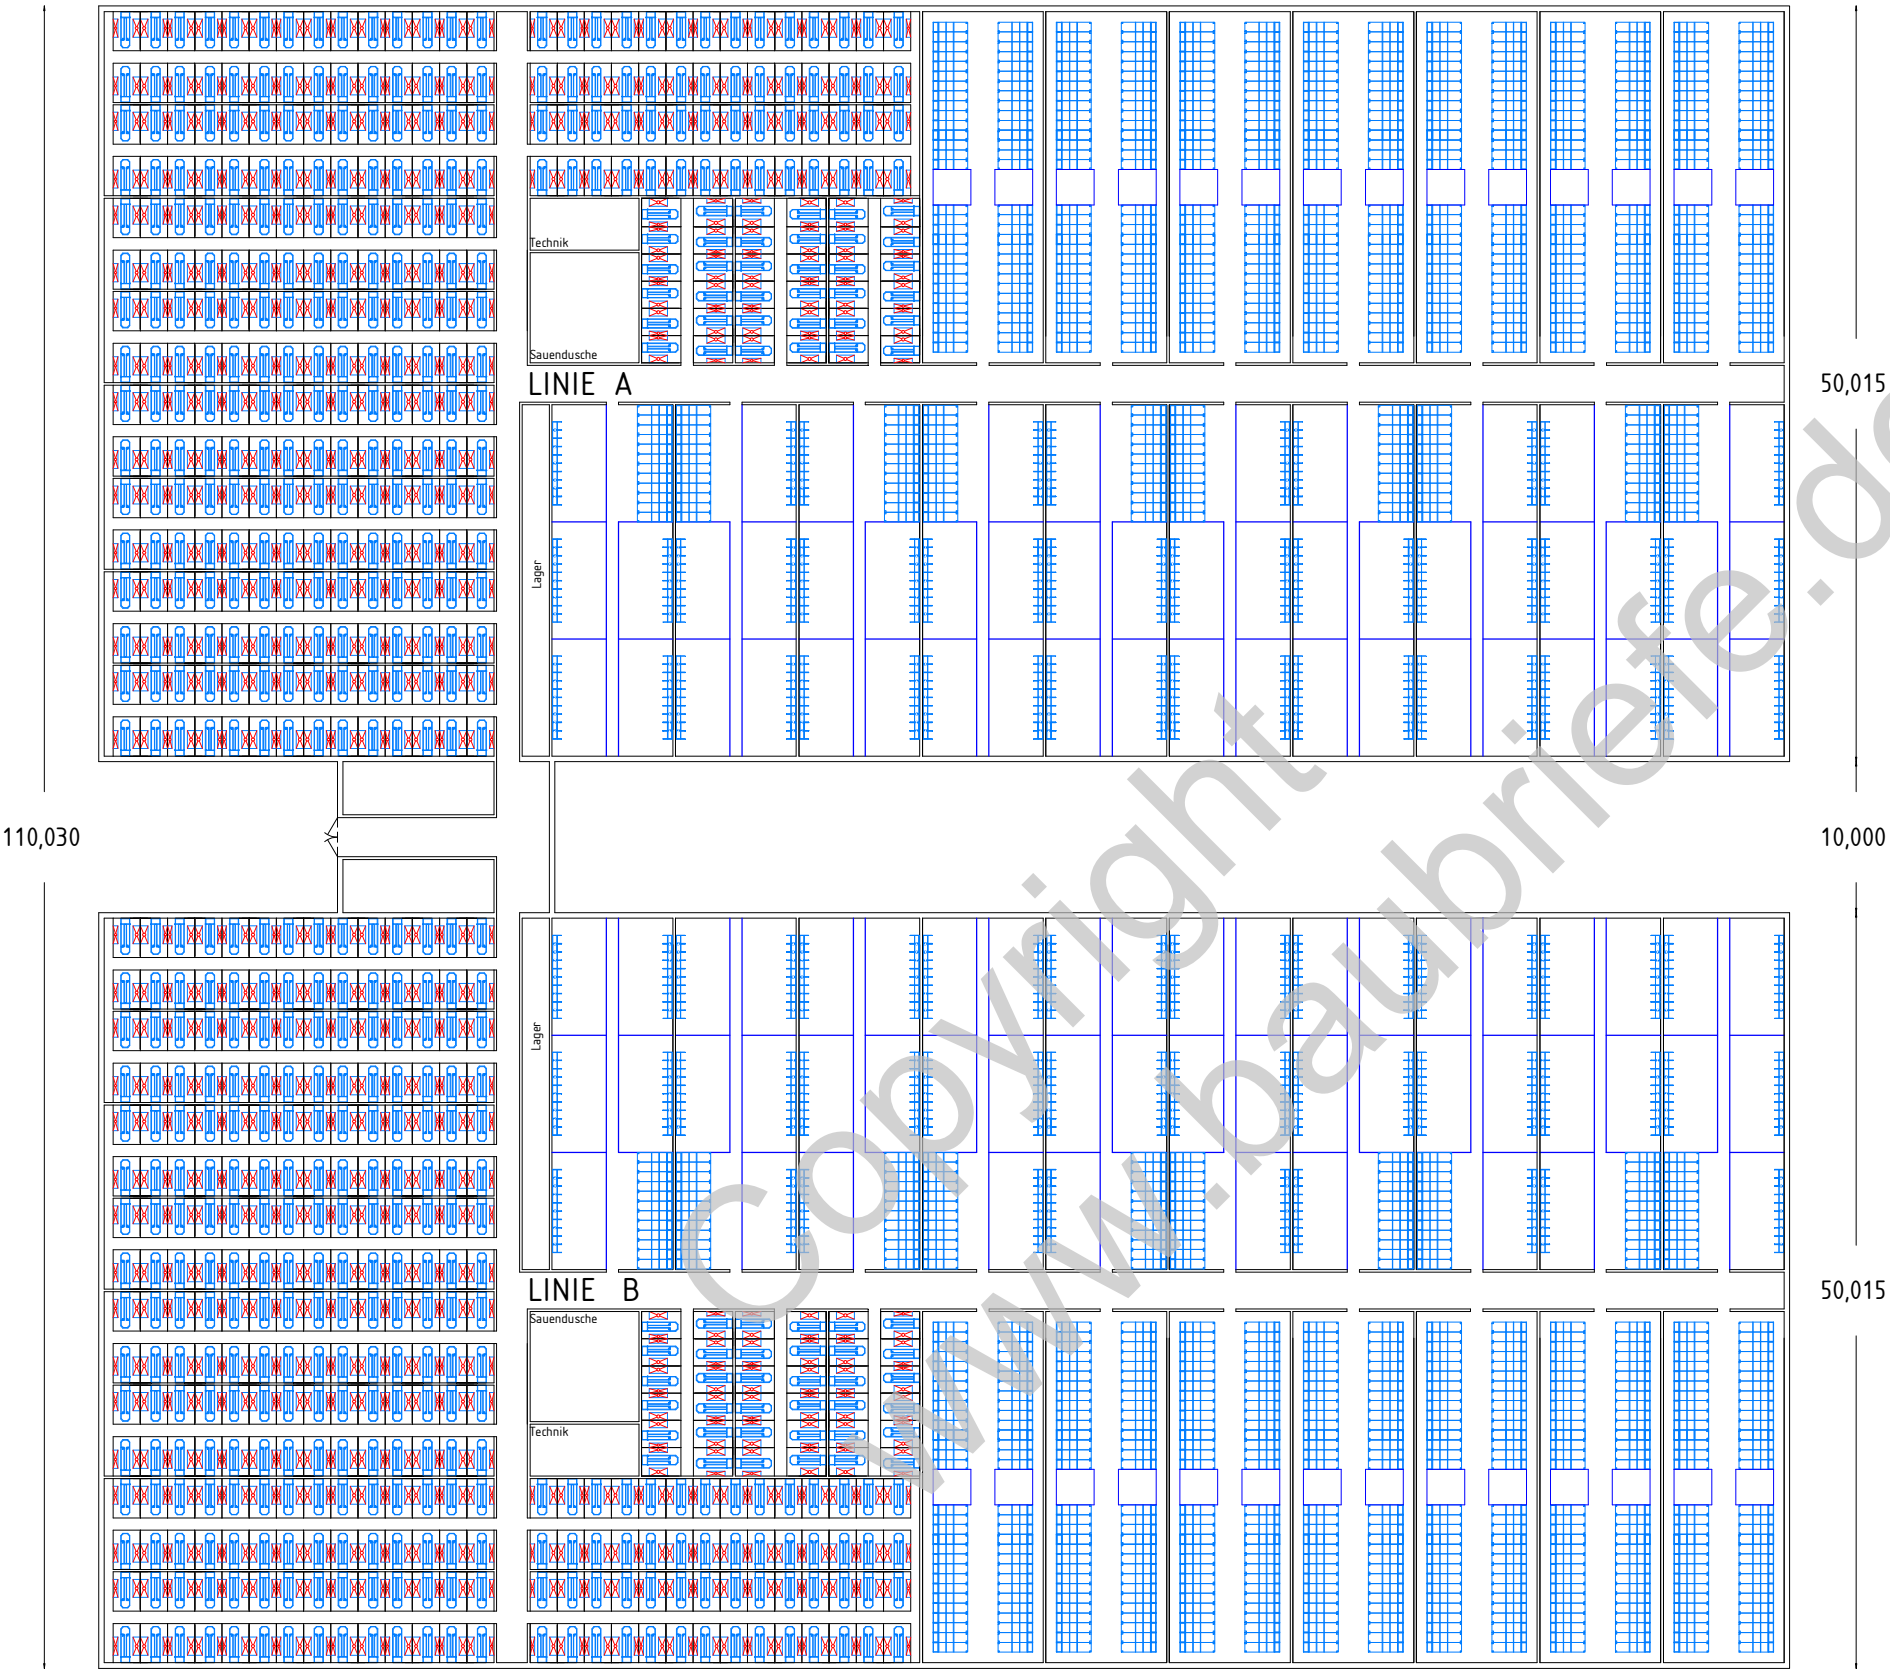 Technik
Sauendusche
LINIE A
50,015
Lager
110,030
10,000
Lager
LINIE B
50,015
Sauendusche
Technik
Copyright
www.baubriefe.de